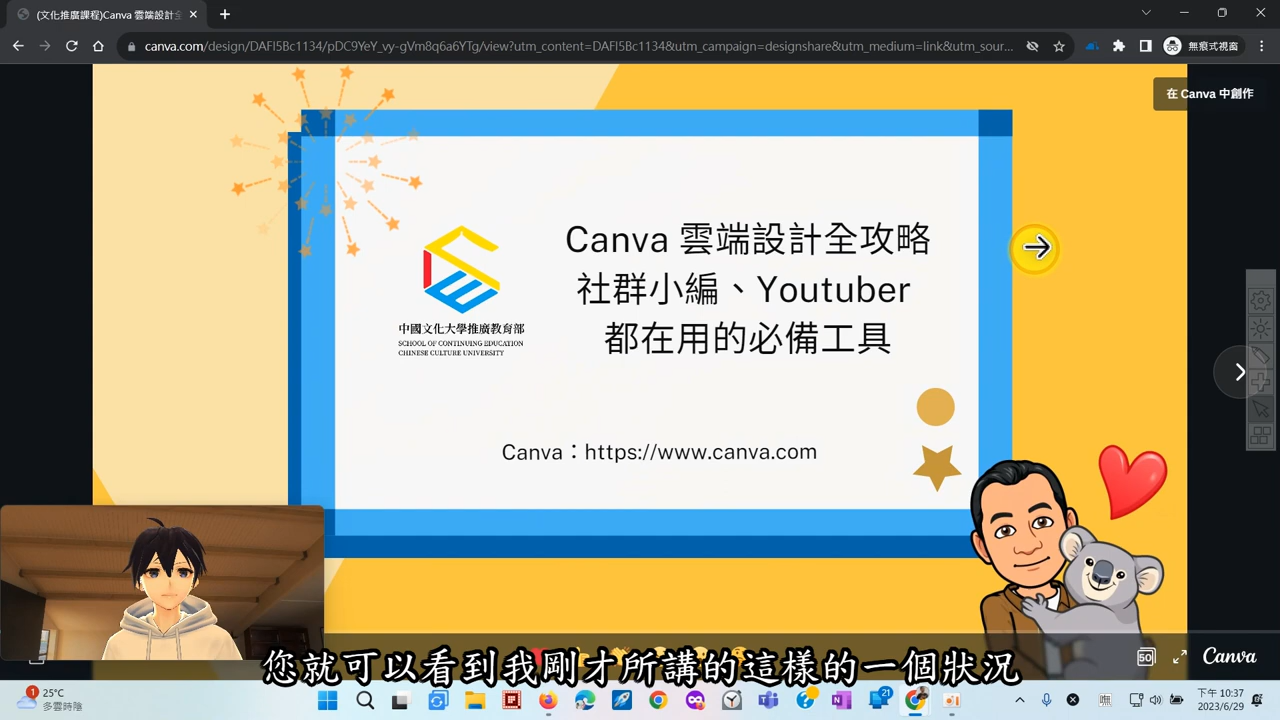 (文化推廣課程)Canva 雲端設計全
canva.com/design/DAFl5Bc1134/pDC9YeY_vy-gVm8q6a6YTg/view?utm_content=DAFl5Bc1134&utm_campaign=designshare&utm_medium=link&utm_sour...
無痕式視窗
在 Canva 中創作
Canva 雲端設計全攻略
社群小編、Youtuber
都在用的必備工具
中國文化大學推廣教育部
SCHOOL OF CONTINUING EDUCATION
CHINESE CULTURE UNIVERSITY
Canva：https://www.canva.com
您就可以看到我剛才所講的這樣的一個狀況
50
Canva
1
25°C
多雲時陰
21
下午 10:37
2023/6/29